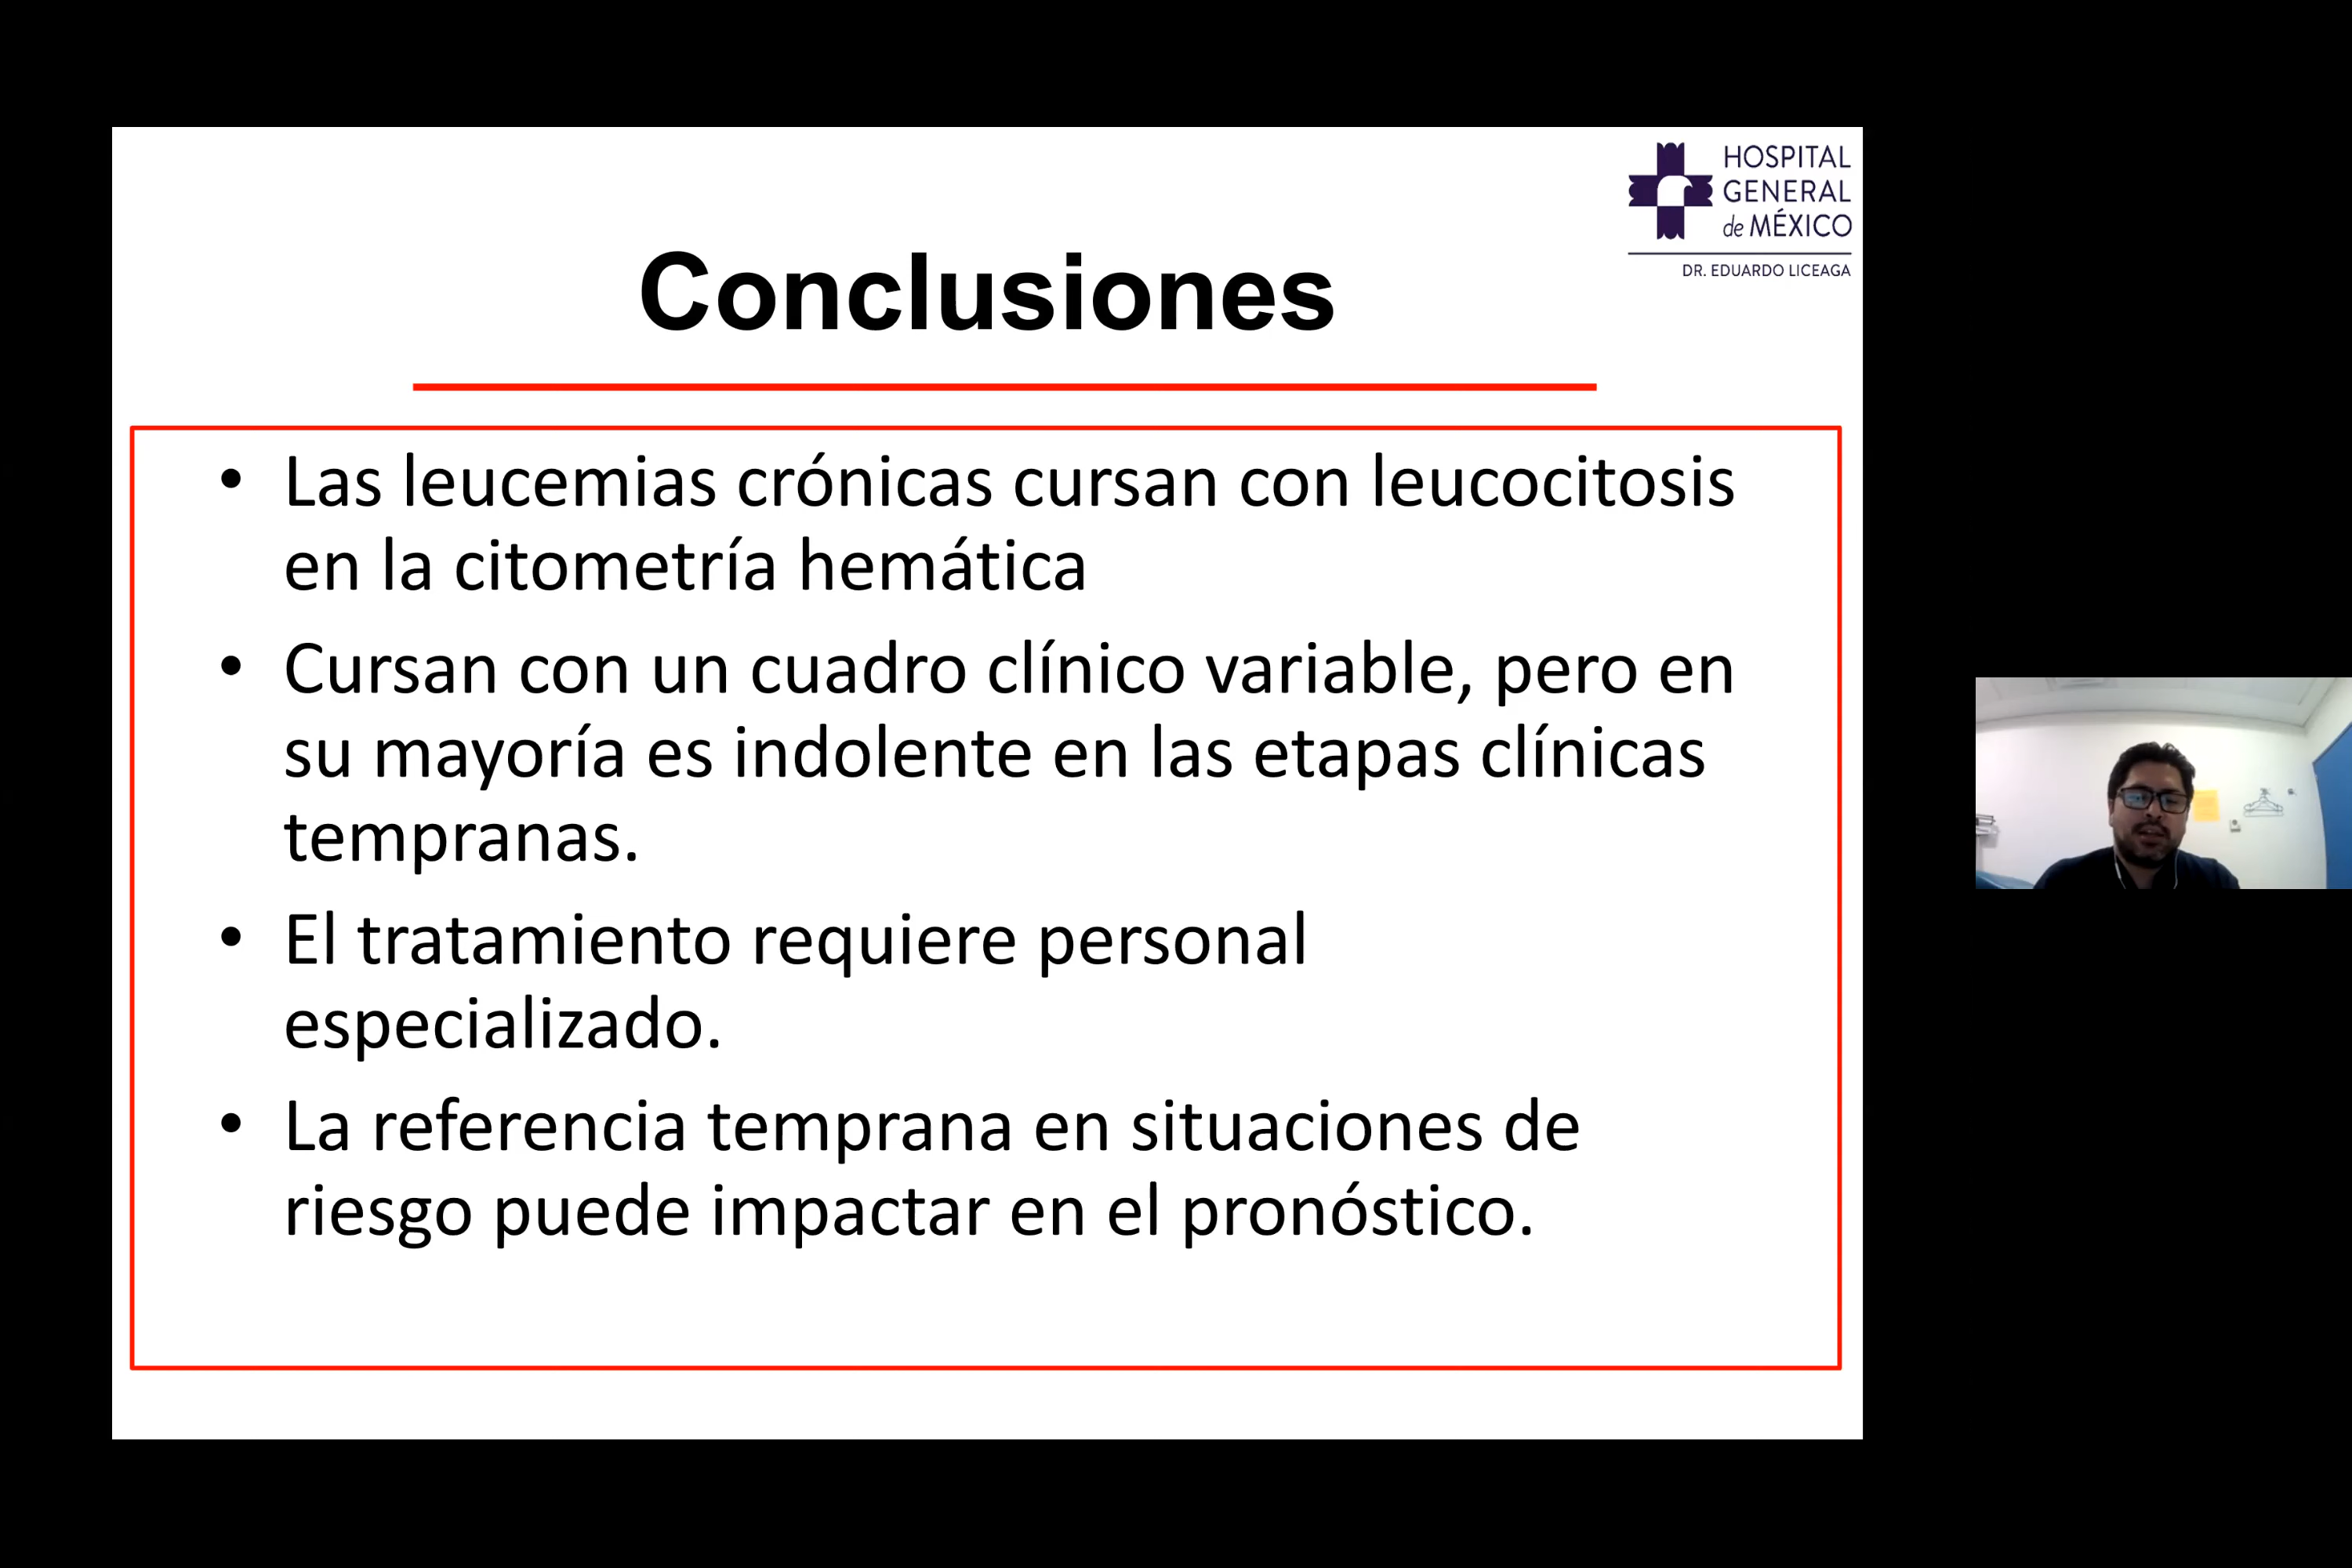 HOSPITAL
GENERAL
de MÉXICO
DR. EDUARDO LICEAGA
Conclusiones
• Las leucemias crónicas cursan con leucocitosis
en la citometría hemática
• Cursan con un cuadro clínico variable, pero en
su mayoría es indolente en las etapas clínicas
tempranas.
• El tratamiento requiere personal
especializado.
• La referencia temprana en situaciones de
riesgo puede impactar en el pronóstico.